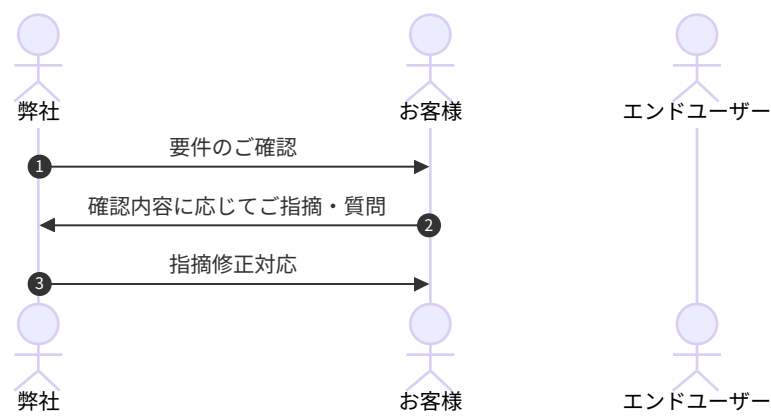 弊社
お客様
エンドユーザー
要件のご確認
1
確認内容に応じてご指摘・質問
2
指摘修正対応
3
弊社
お客様
エンドユーザー